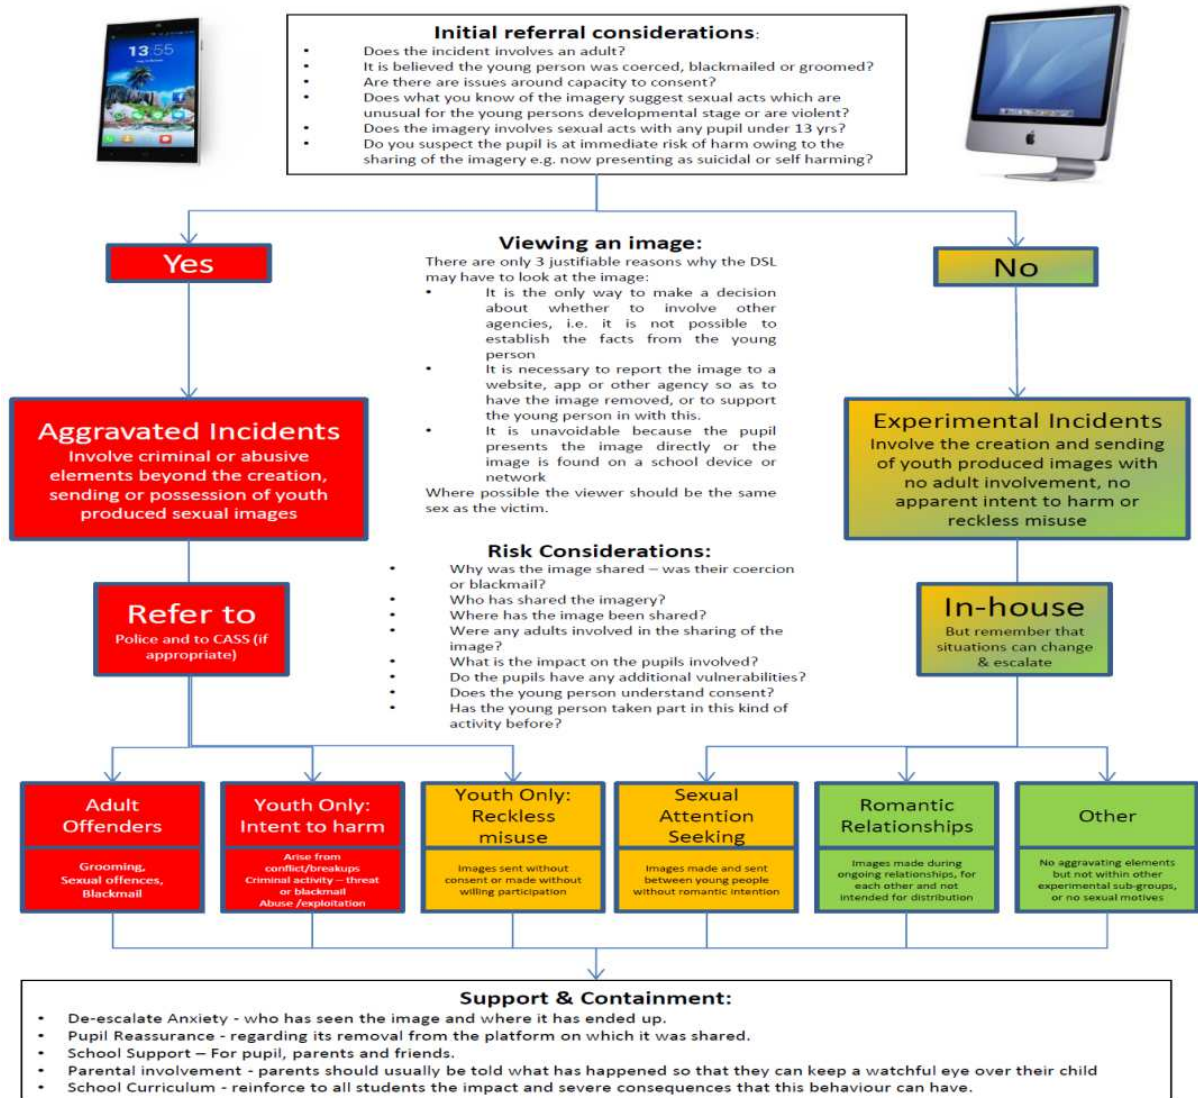 13:55
Initial referral considerations:
• Does the incident involves an adult?
• It is believed the young person was coerced, blackmailed or groomed?
• Are there are issues around capacity to consent?
• Does what you know of the imagery suggest sexual acts which are
unusual for the young persons developmental stage or are violent?
• Does the imagery involves sexual acts with any pupil under 13 yrs?
• Do you suspect the pupil is at immediate risk of harm owing to the
sharing of the imagery e.g. now presenting as suicidal or self harming?
Yes
No
Viewing an image:
There are only 3 justifiable reasons why the DSL
may have to look at the image:
• It is the only way to make a decision
about whether to involve other
agencies, i.e. it is not possible to
establish the facts from the young
person
• It is necessary to report the image to a
website, app or other agency so as to
have the image removed, or to support
the young person in with this.
• It is unavoidable because the pupil
presents the image directly or the
image is found on a school device or
network
Where possible the viewer should be the same
sex as the victim.
Aggravated Incidents
Involve criminal or abusive
elements beyond the creation,
sending or possession of youth
produced sexual images
Experimental Incidents
Involve the creation and sending
of youth produced images with
no adult involvement, no
apparent intent to harm or
reckless misuse
Risk Considerations:
• Why was the image shared – was their coercion
or blackmail?
• Who has shared the imagery?
• Where has the image been shared?
• Were any adults involved in the sharing of the
image?
• What is the impact on the pupils involved?
• Do the pupils have any additional vulnerabilities?
• Does the young person understand consent?
• Has the young person taken part in this kind of
activity before?
Refer to
Police and to CASS (if
appropriate)
In-house
But remember that
situations can change
& escalate
Adult
Offenders
Grooming,
Sexual offences,
Blackmail
Youth Only:
Intent to harm
Arise from
conflict/breakups
Criminal activity – threat
or blackmail
Abuse /exploitation
Youth Only:
Reckless
misuse
Images sent without
consent or made without
willing participation
Sexual
Attention
Seeking
Images made and sent
between young people
without romantic intention
Romantic
Relationships
Images made during
ongoing relationships, for
each other and not
intended for distribution
Other
No aggravating elements
but not within other
experimental sub-groups,
or no sexual motives
Support & Containment:
• De-escalate Anxiety - who has seen the image and where it has ended up.
• Pupil Reassurance - regarding its removal from the platform on which it was shared.
• School Support – For pupil, parents and friends.
• Parental involvement - parents should usually be told what has happened so that they can keep a watchful eye over their child
• School Curriculum - reinforce to all students the impact and severe consequences that this behaviour can have.